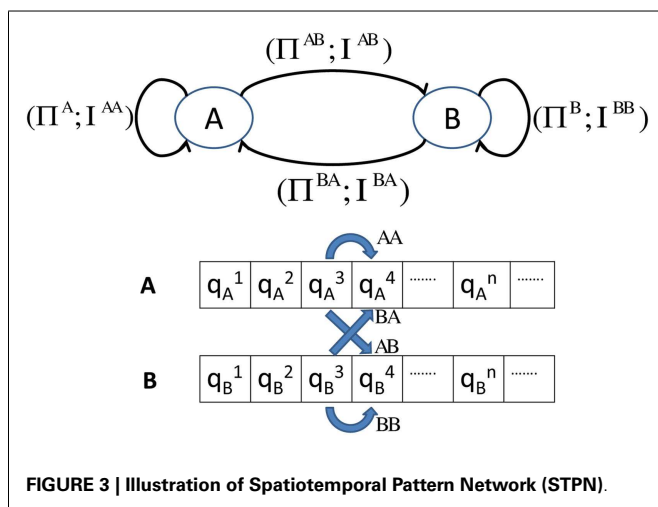 (Π^AB; I^AB)
(Π^A; I^AA) A B (Π^B; I^BB)
(Π^BA; I^BA)
AA
A q_A^1 q_A^2 q_A^3 q_A^4 ....... q_A^n .......
BA
AB
B q_B^1 q_B^2 q_B^3 q_B^4 ....... q_B^n .......
BB
FIGURE 3 | Illustration of Spatiotemporal Pattern Network (STPN).